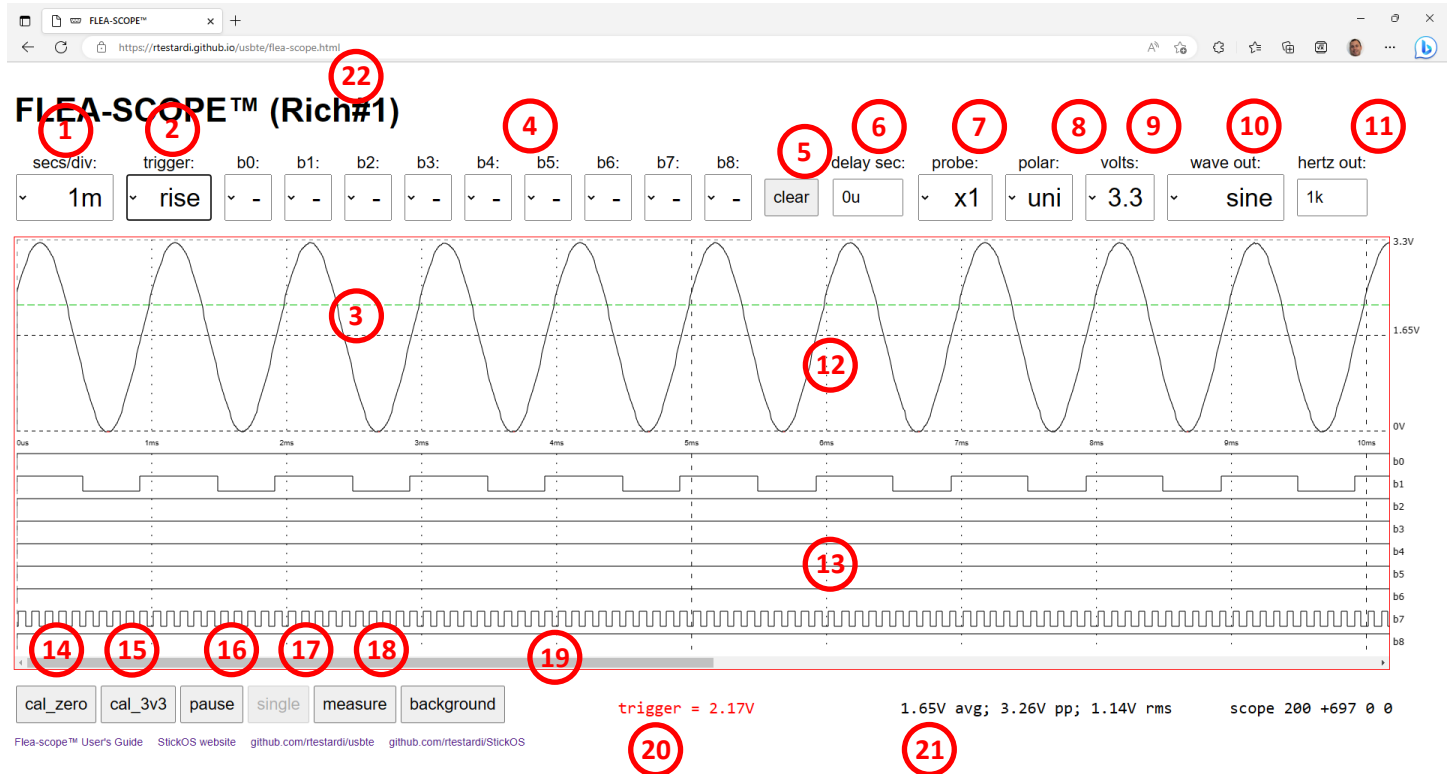 FLEA-SCOPE™
https://rtestardi.github.io/usbte/flea-scope.html
22
FLEA-SCOPE™ (Rich#1)
1 2 4 5 6 7 8 9 10 11
secs/div: trigger: b0: b1: b2: b3: b4: b5: b6: b7: b8: delay sec: probe: polar: volts: wave out: hertz out:
1m rise - - - - - - - - - clear 0u x1 uni 3.3 sine 1k
3.3V
3
1.65V
12
0V
0us 1ms 2ms 3ms 4ms 5ms 6ms 7ms 8ms 9ms 10ms
b0
b1
b2
b3
b4
13
b5
b6
b7
b8
14 15 16 17 18 19
cal_zero cal_3v3 pause single measure background
trigger = 2.17V 1.65V avg; 3.26V pp; 1.14V rms scope 200 +697 0 0
Flea-scope™ User's Guide StickOS website github.com/rtestardi/usbte github.com/rtestardi/StickOS
20 21